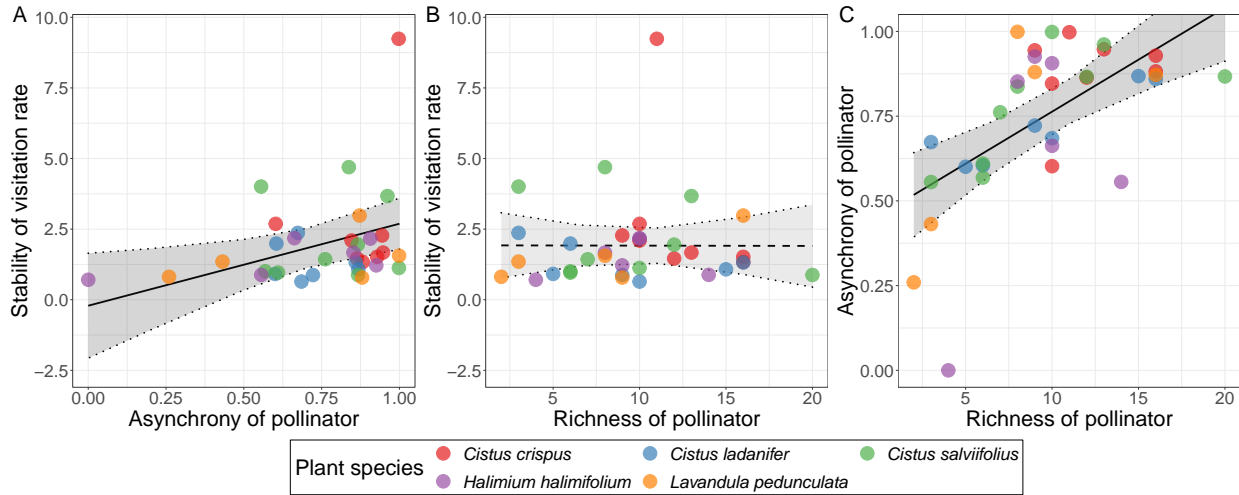 A
B
C
10.0
7.5
5.0
2.5
0.0
−2.5
Stability of visitation rate
0.00
0.25
0.50
0.75
1.00
Asynchrony of pollinator
10.0
7.5
5.0
2.5
0.0
−2.5
Stability of visitation rate
5
10
15
20
Richness of pollinator
1.00
0.75
0.50
0.25
0.00
Asynchrony of pollinator
5
10
15
20
Richness of pollinator
Plant species
Cistus crispus
Cistus ladanifer
Cistus salviifolius
Halimium halimifolium
Lavandula pedunculata